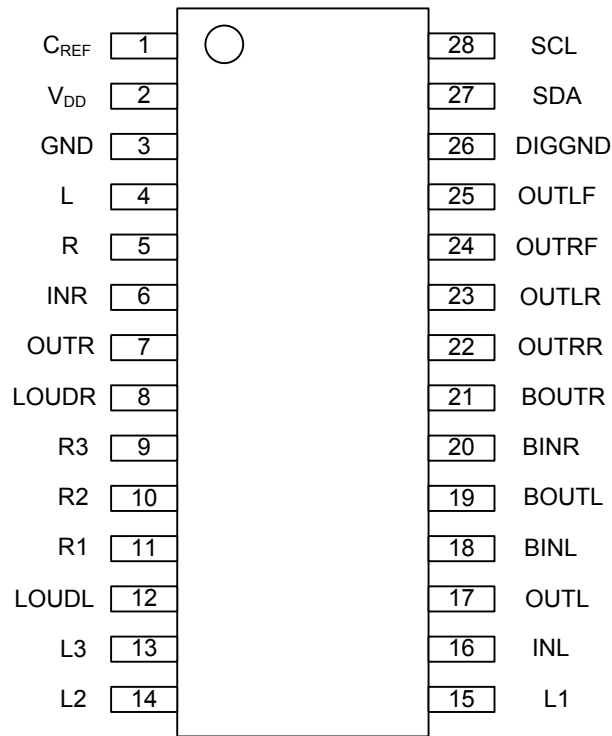 CREF 1 28 SCL
VDD 2 27 SDA
GND 3 26 DIGGND
L 4 25 OUTLF
R 5 24 OUTRF
INR 6 23 OUTLR
OUTR 7 22 OUTRR
LOUDR 8 21 BOUTR
R3 9 20 BINR
R2 10 19 BOUTL
R1 11 18 BINL
LOUDL 12 17 OUTL
L3 13 16 INL
L2 14 15 L1